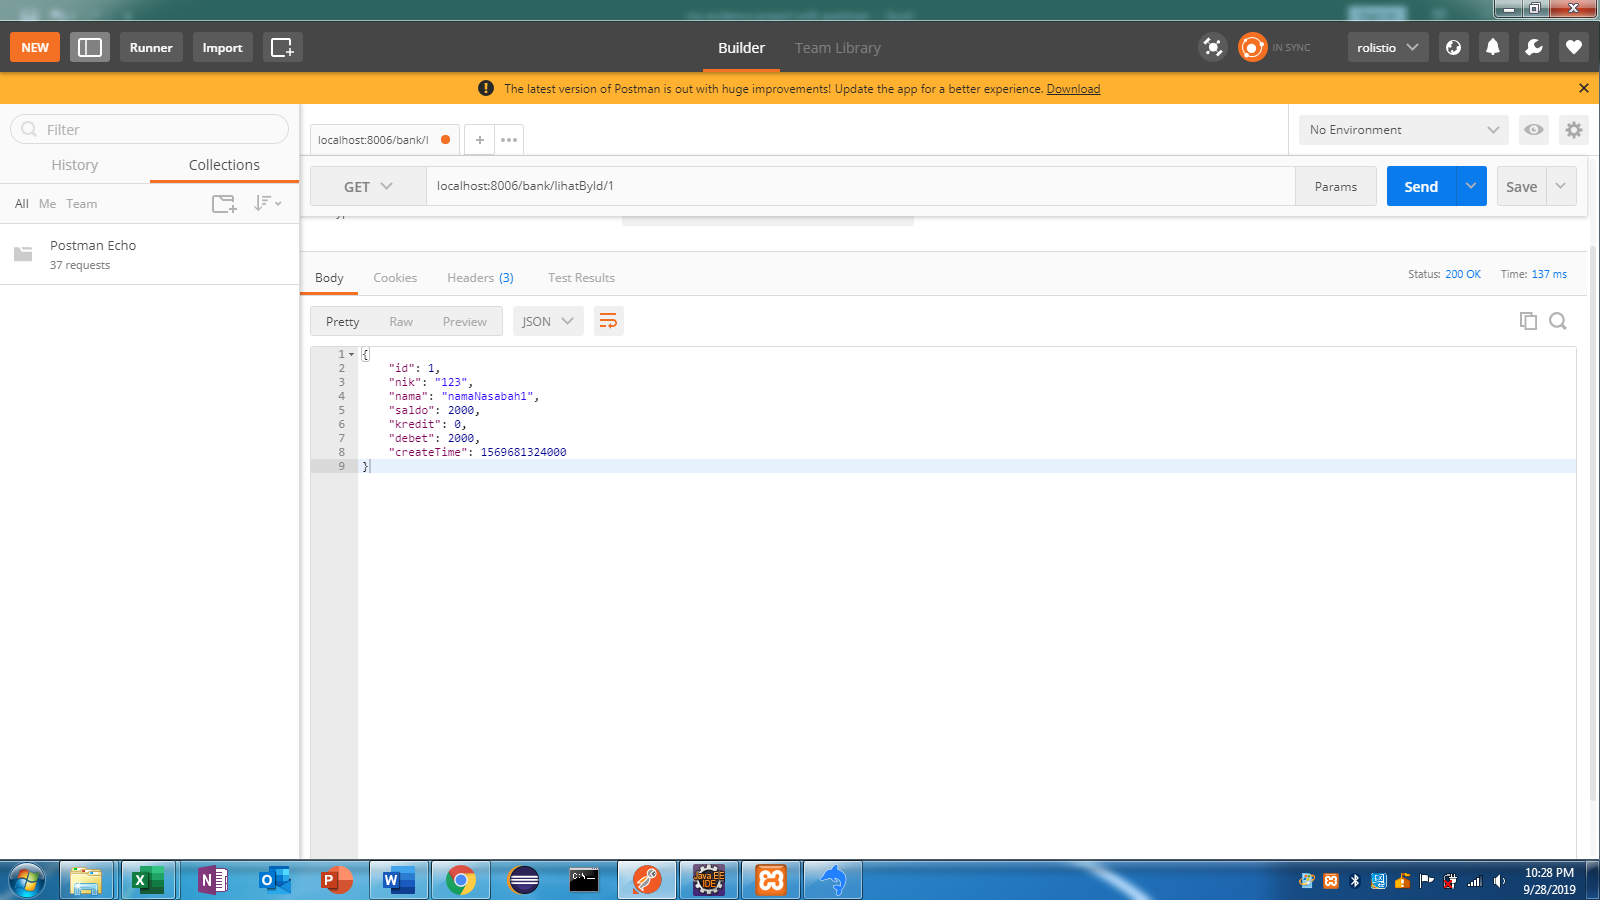 NEW
Runner
Import
Builder
Team Library
IN SYNC
rolistio
The latest version of Postman is out with huge improvements! Update the app for a better experience. Download
Filter
History
Collections
All Me Team
Postman Echo
37 requests
localhost:8006/bank/l
No Environment
GET
localhost:8006/bank/lihatById/1
Params
Send
Save
Body
Cookies
Headers (3)
Test Results
Status: 200 OK
Time: 137 ms
Pretty
Raw
Preview
JSON
1 {
2 "id": 1,
3 "nik": "123",
4 "nama": "namaNasabah1",
5 "saldo": 2000,
6 "kredit": 0,
7 "debet": 2000,
8 "createTime": 1569681324000
9 }
Java EE
IDE
10:28 PM
9/28/2019